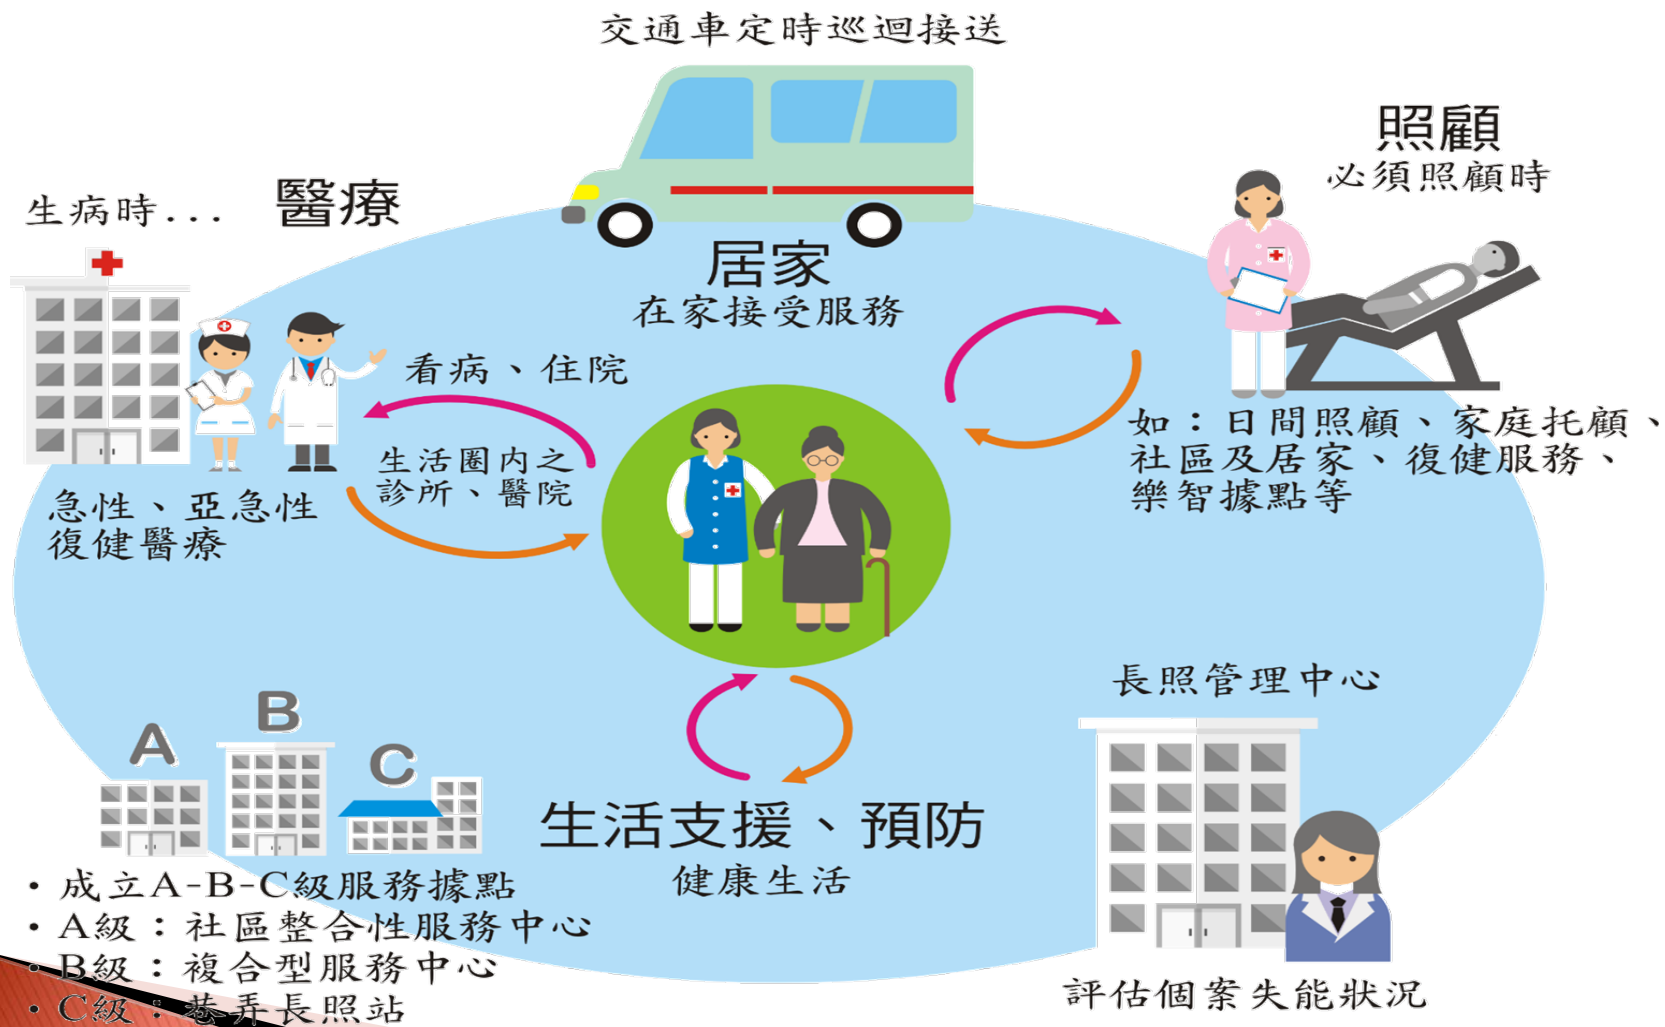 交通車定時巡迴接送
照顧
必須照顧時
生病時... 醫療
居家
在家接受服務
看病、住院
生活圈內之
診所、醫院
急性、亞急性
復健醫療
如：日間照顧、家庭托顧、
社區及居家、復健服務、
樂智據點等
長照管理中心
A
B
C
生活支援、預防
健康生活
・成立A-B-C級服務據點
・A級：社區整合性服務中心
・B級：複合型服務中心
・C級：巷弄長照站
評估個案失能狀況